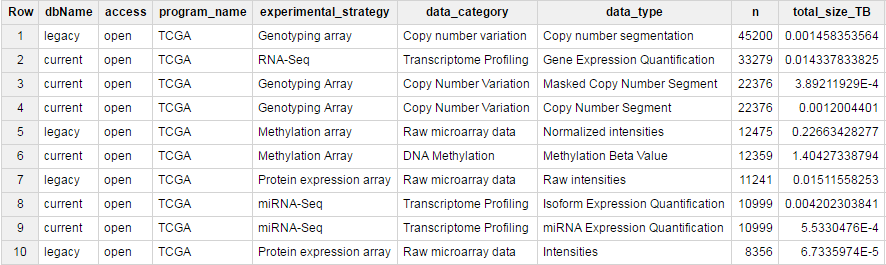 Row dbName access program_name experimental_strategy data_category data_type n total_size_TB
1 legacy open TCGA Genotyping array Copy number variation Copy number segmentation 45200 0.001458353564
2 current open TCGA RNA-Seq Transcriptome Profiling Gene Expression Quantification 33279 0.014337833825
3 current open TCGA Genotyping Array Copy Number Variation Masked Copy Number Segment 22376 3.89211929E-4
4 current open TCGA Genotyping Array Copy Number Variation Copy Number Segment 22376 0.0012004401
5 legacy open TCGA Methylation array Raw microarray data Normalized intensities 12475 0.22663428277
6 current open TCGA Methylation Array DNA Methylation Methylation Beta Value 12359 1.40427338794
7 legacy open TCGA Protein expression array Raw microarray data Raw intensities 11241 0.01511558253
8 current open TCGA miRNA-Seq Transcriptome Profiling Isoform Expression Quantification 10999 0.004202303841
9 current open TCGA miRNA-Seq Transcriptome Profiling miRNA Expression Quantification 10999 5.5330476E-4
10 legacy open TCGA Protein expression array Raw microarray data Intensities 8356 6.7335974E-5